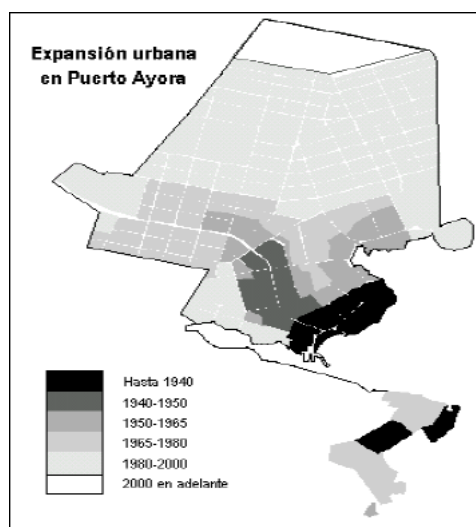 Expansión urbana
en Puerto Ayora
Hasta 1940
1940-1950
1950-1965
1965-1980
1980-2000
2000 en adelante